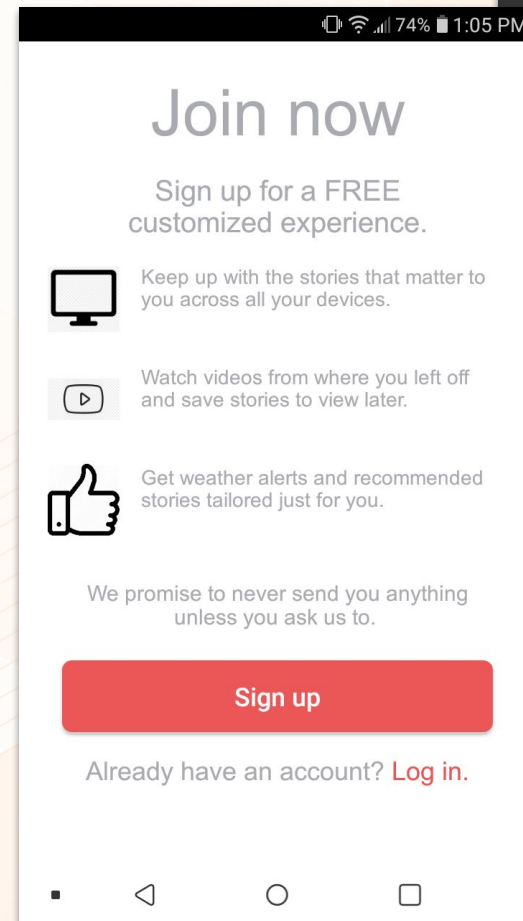 74% 1:05 PM
Join now
Sign up for a FREE
customized experience.
Keep up with the stories that matter to
you across all your devices.
Watch videos from where you left off
and save stories to view later.
Get weather alerts and recommended
stories tailored just for you.
We promise to never send you anything
unless you ask us to.
Sign up
Already have an account? Log in.